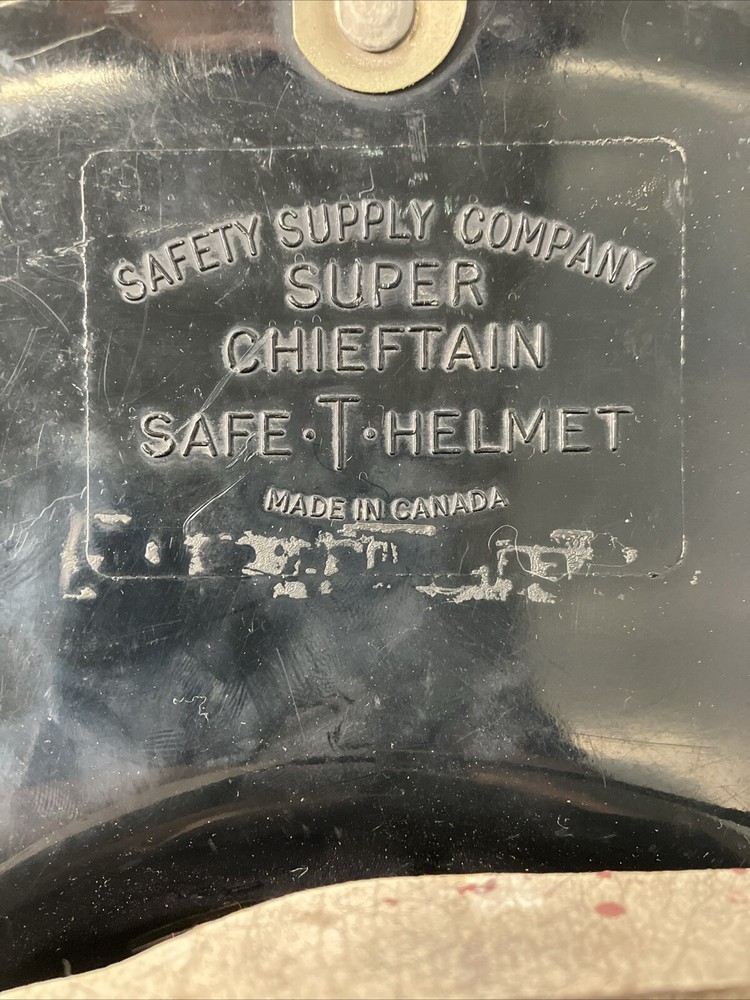 SAFETY SUPPLY COMPANY
SUPER
CHIEFTAIN
SAFE·T·HELMET
MADE IN CANADA